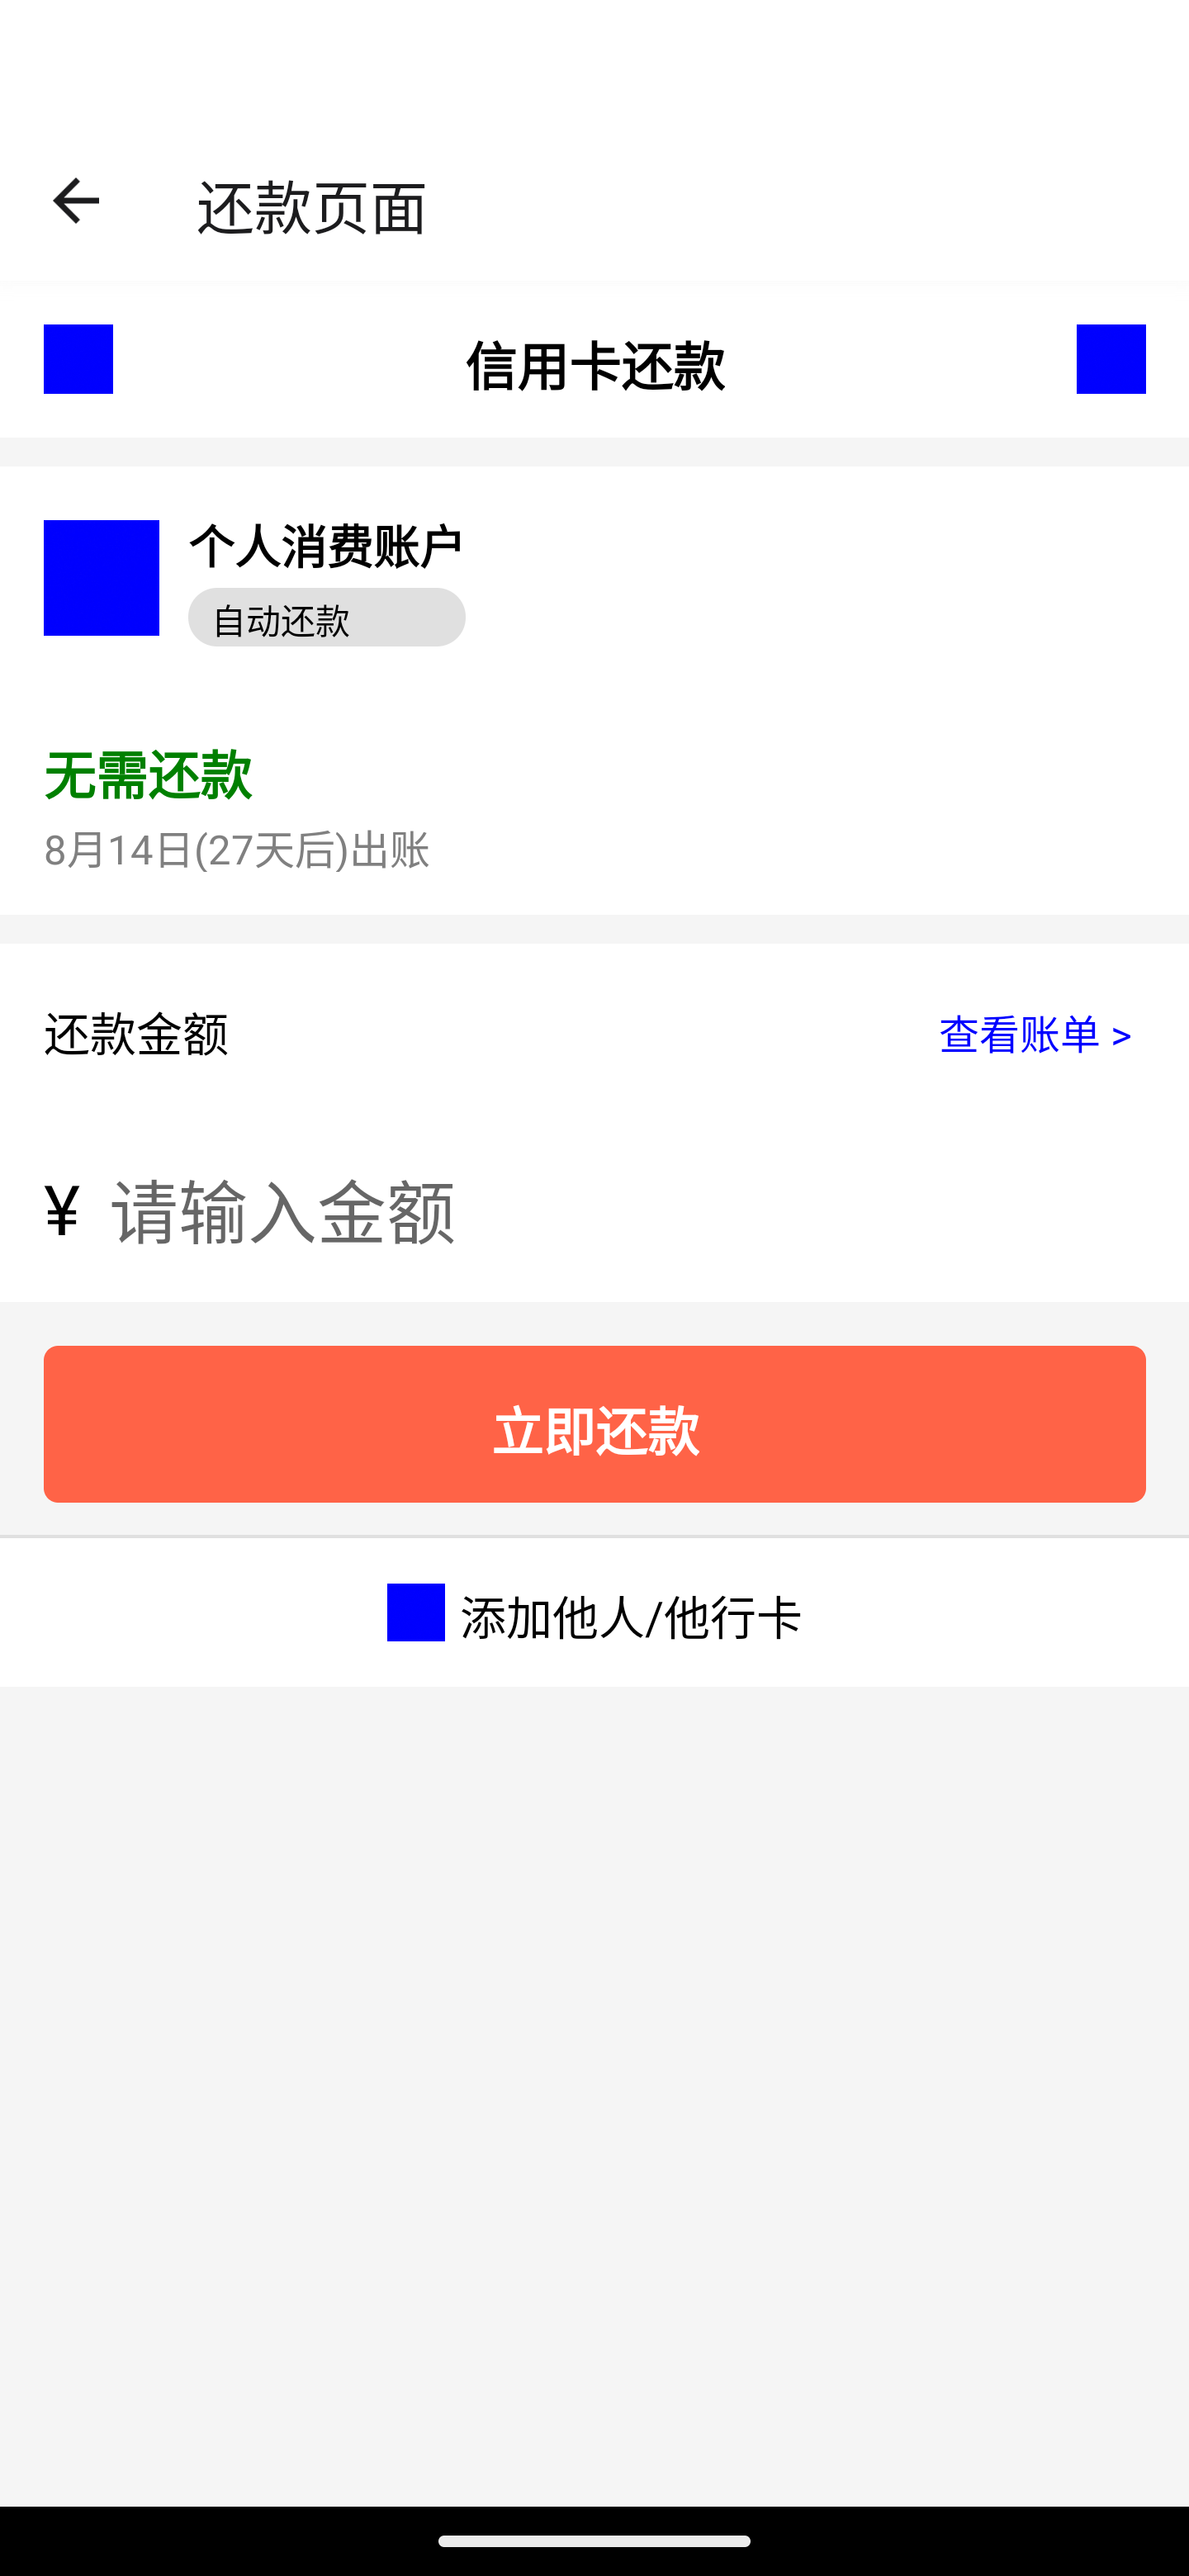 还款页面
信用卡还款
个人消费账户
自动还款
无需还款
8月14日(27天后)出账
还款金额
查看账单 >
¥ 请输入金额
立即还款
添加他人/他行卡